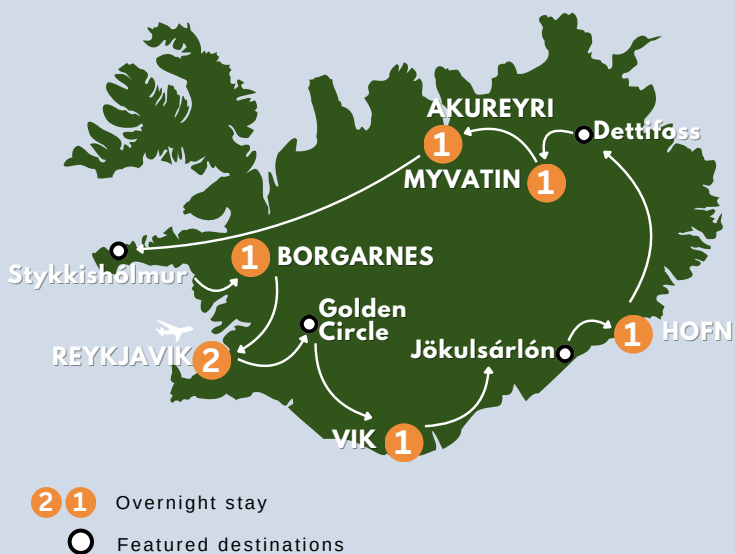 AKUREYRI
1
Dettifoss
MYVATIN
1
1
BORGARNES
Stykkishólmur
Golden
Circle
REYKJAVIK
2
Jökulsárlón
1
HOFN
VIK
1
2 1 Overnight stay
Featured destinations